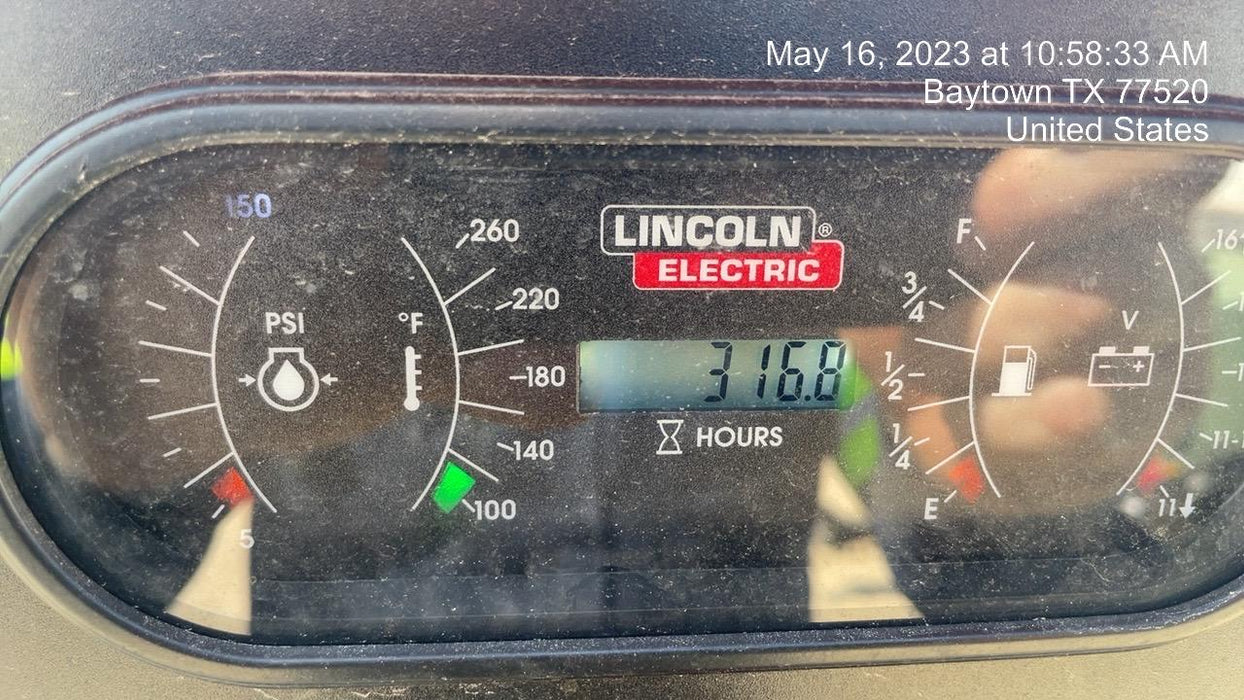 May 16, 2023 at 10:58:33 AM
Baytown TX 77520
United States
150
260
LINCOLN®
F
16
ELECTRIC
220
3/4
PSI
°F
V
180
316.8
1/2
- +
HOURS
140
1/4
100
E
11↓
5